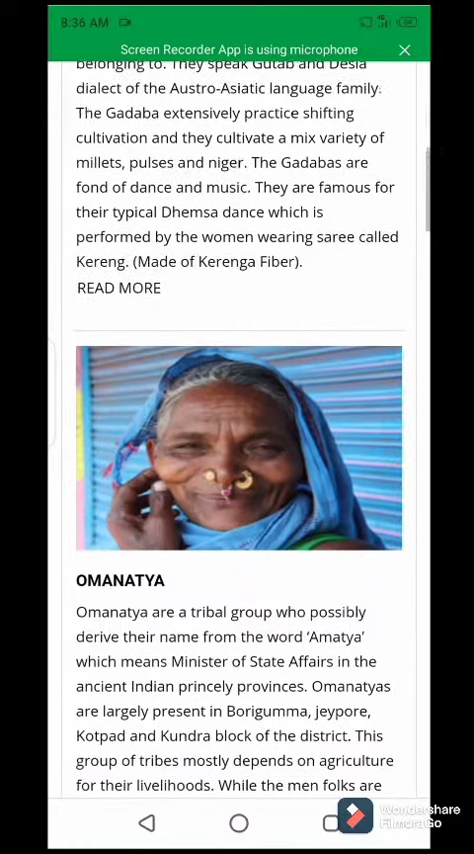 8:36 AM
Screen Recorder App is using microphone
belonging to. They speak Gutab and Desia
dialect of the Austro-Asiatic language family.
The Gadaba extensively practice shifting
cultivation and they cultivate a mix variety of
millets, pulses and niger. The Gadabas are
fond of dance and music. They are famous for
their typical Dhemsa dance which is
performed by the women wearing saree called
Kereng. (Made of Kerenga Fiber).
READ MORE
OMANATYA
Omanatya are a tribal group who possibly
derive their name from the word ‘Amatya’
which means Minister of State Affairs in the
ancient Indian princely provinces. Omanatyas
are largely present in Borigumma, jeypore,
Kotpad and Kundra block of the district. This
group of tribes mostly depends on agriculture
for their livelihoods. While the men folks are
Wondershare
FilmoraGo